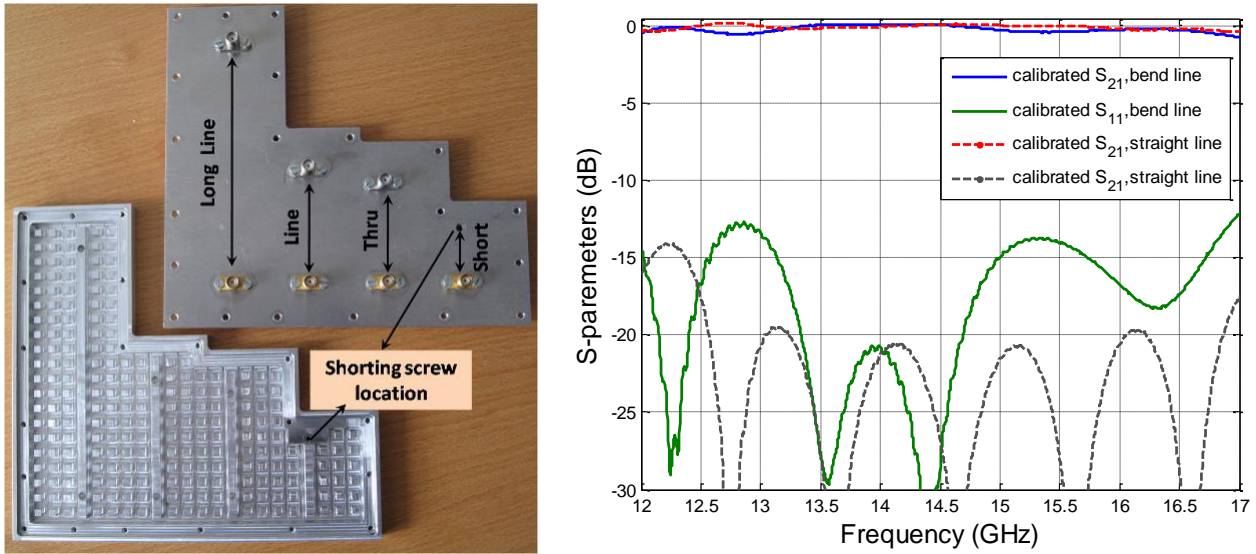 Long Line
Line
Thru
Short
Shorting screw
location
0
-5
-10
-15
-20
-25
-30
S-paremeters (dB)
calibrated S21,bend line
calibrated S11,bend line
calibrated S21,straight line
calibrated S21,straight line
12 12.5 13 13.5 14 14.5 15 15.5 16 16.5 17
Frequency (GHz)